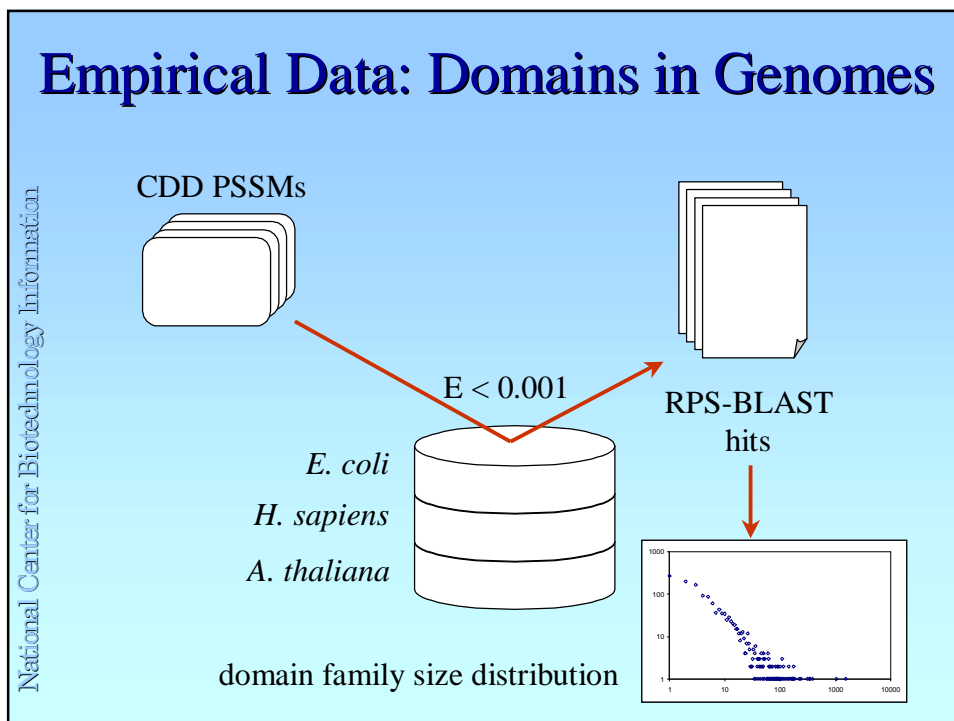 Empirical Data: Domains in Genomes
National Center for Biotechnology Information
CDD PSSMs
E < 0.001
RPS-BLAST
hits
E. coli
H. sapiens
A. thaliana
domain family size distribution
1000
100
10
1
1 10 100 1000 10000